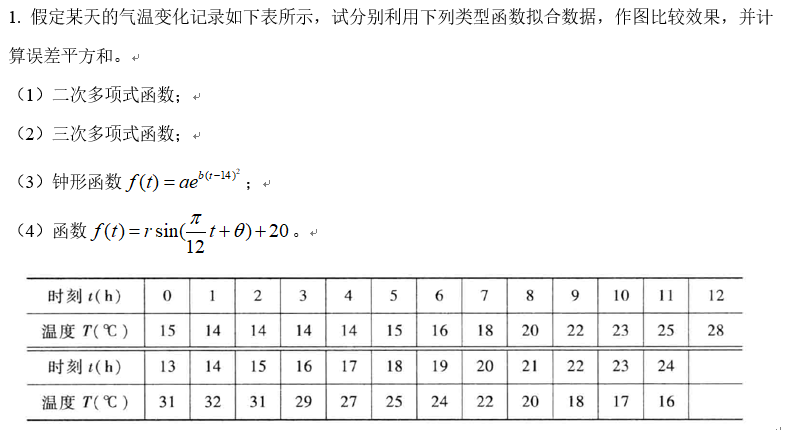 1. 假定某天的气温变化记录如下表所示，试分别利用下列类型函数拟合数据，作图比较效果，并计
算误差平方和。
（1）二次多项式函数；
（2）三次多项式函数；
（3）钟形函数 f(t) = ae^{b(t−14)^2}；
（4）函数 f(t) = r sin(π/12 t + θ) + 20。
时刻 t(h) 0 1 2 3 4 5 6 7 8 9 10 11 12
温度 T(℃) 15 14 14 14 14 15 16 18 20 22 23 25 28
时刻 t(h) 13 14 15 16 17 18 19 20 21 22 23 24
温度 T(℃) 31 32 31 29 27 25 24 22 20 18 17 16